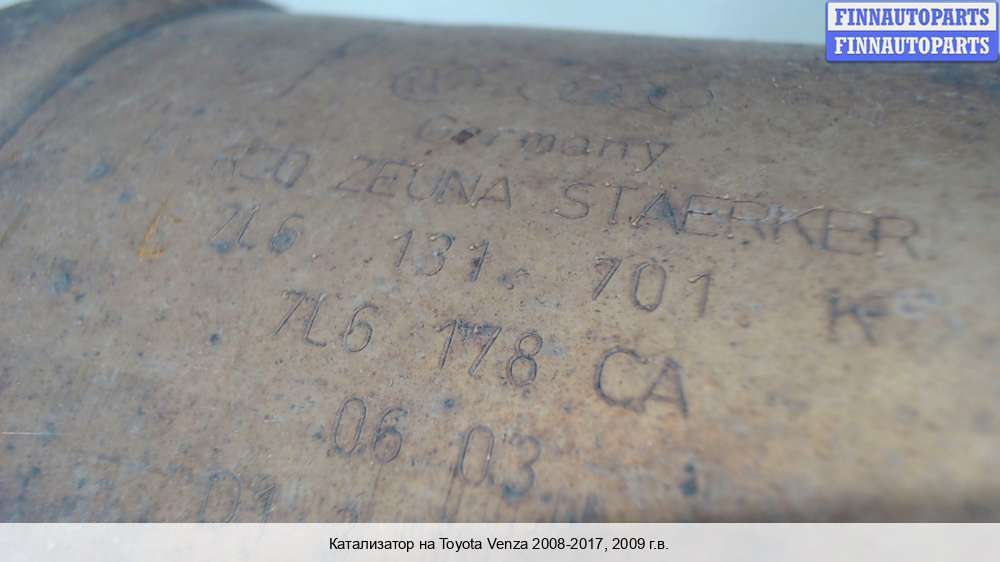 FINNAUTOPARTS
FINNAUTOPARTS
Germany
ZEUNA STAERKER
7L6 131 701 K
7L6 178 CA
06 03
Катализатор на Toyota Venza 2008-2017, 2009 г.в.